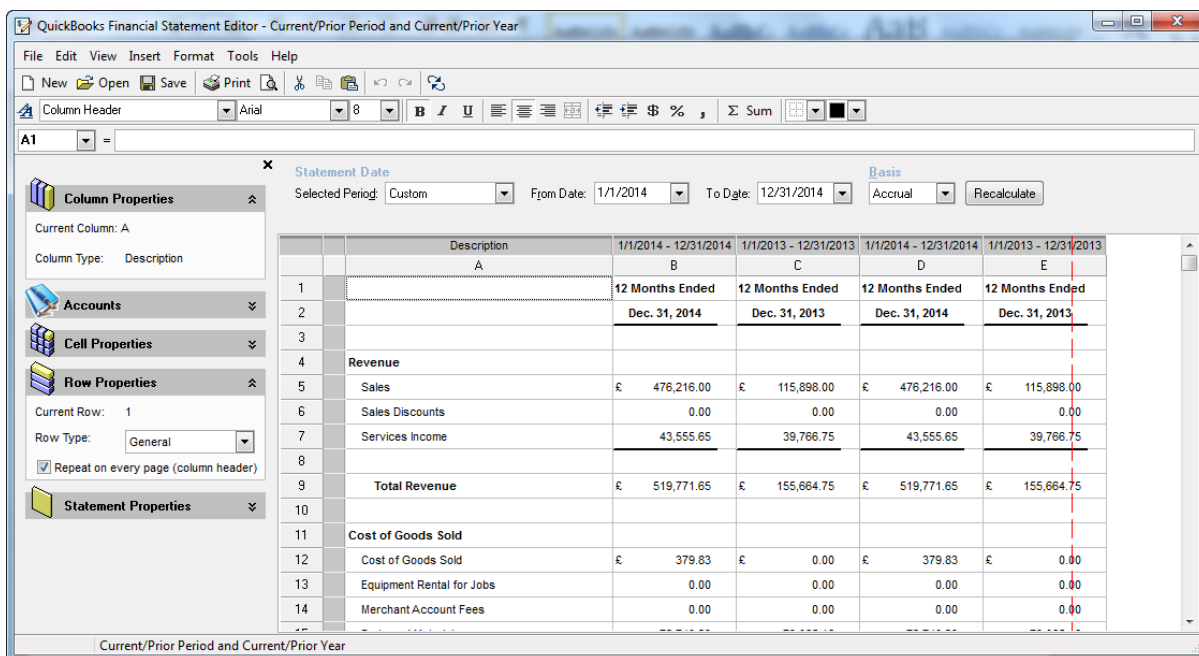 QuickBooks Financial Statement Editor - Current/Prior Period and Current/Prior Year
File Edit View Insert Format Tools Help
New Open Save Print
Column Header Arial 8 B I U $ % , Σ Sum
A1 =
Statement Date Basis
Selected Period: Custom From Date: 1/1/2014 To Date: 12/31/2014 Accrual Recalculate
Column Properties
Current Column: A
Column Type: Description
Accounts
Cell Properties
Row Properties
Current Row: 1
Row Type: General
Repeat on every page (column header)
Statement Properties
Description 1/1/2014 - 12/31/2014 1/1/2013 - 12/31/2013 1/1/2014 - 12/31/2014 1/1/2013 - 12/31/2013
A B C D E
1 12 Months Ended 12 Months Ended 12 Months Ended 12 Months Ended
2 Dec. 31, 2014 Dec. 31, 2013 Dec. 31, 2014 Dec. 31, 2013
3
4 Revenue
5 Sales £ 476,216.00 £ 115,898.00 £ 476,216.00 £ 115,898.00
6 Sales Discounts 0.00 0.00 0.00 0.00
7 Services Income 43,555.65 39,766.75 43,555.65 39,766.75
8
9 Total Revenue £ 519,771.65 £ 155,664.75 £ 519,771.65 £ 155,664.75
10
11 Cost of Goods Sold
12 Cost of Goods Sold £ 379.83 £ 0.00 £ 379.83 £ 0.00
13 Equipment Rental for Jobs 0.00 0.00 0.00 0.00
14 Merchant Account Fees 0.00 0.00 0.00 0.00
Current/Prior Period and Current/Prior Year